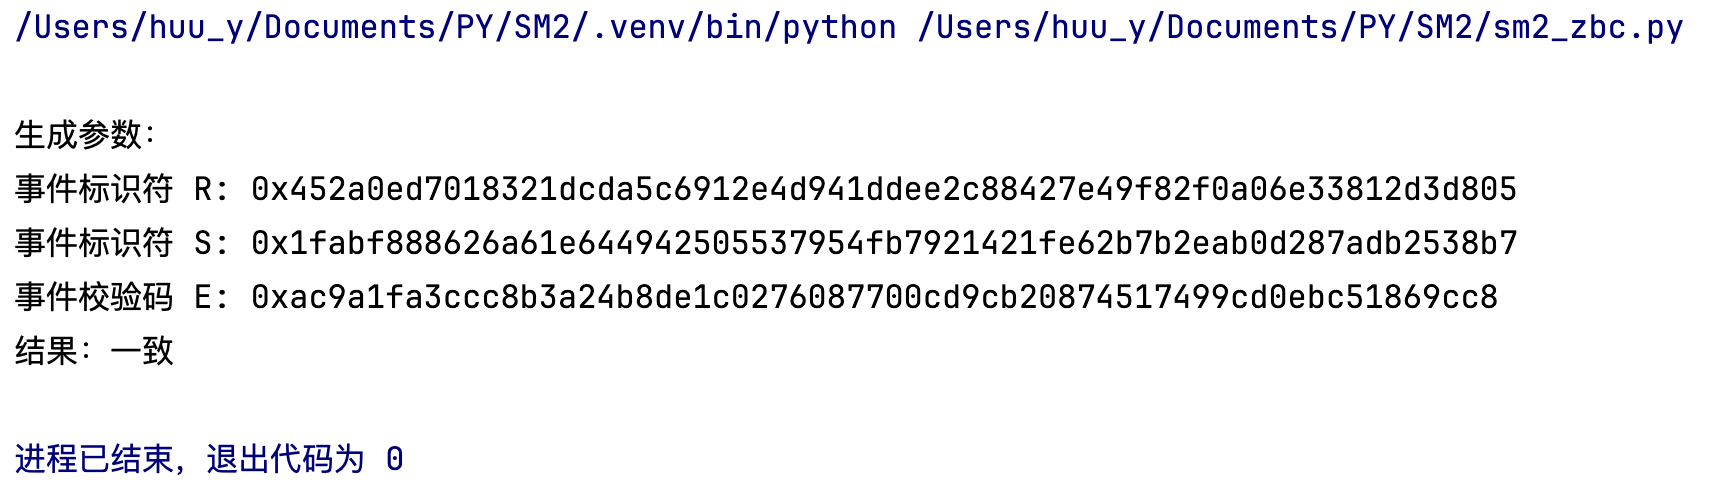 /Users/huu_y/Documents/PY/SM2/.venv/bin/python /Users/huu_y/Documents/PY/SM2/sm2_zbc.py
生成参数：
事件标识符 R: 0x452a0ed7018321dcda5c6912e4d941ddee2c88427e49f82f0a06e33812d3d805
事件标识符 S: 0x1fabf888626a61e644942505537954fb7921421fe62b7b2eab0d287adb2538b7
事件校验码 E: 0xac9a1fa3ccc8b3a24b8de1c0276087700cd9cb20874517499cd0ebc51869cc8
结果：一致
进程已结束，退出代码为 0